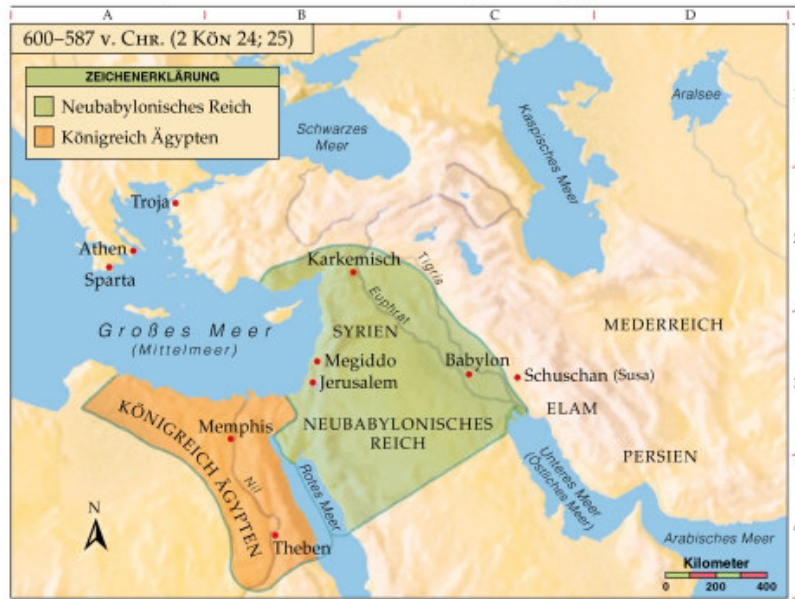 A B C D
600–587 v. Chr. (2 Kön 24; 25)
ZEICHENERKLÄRUNG
Neubabylonisches Reich
Königreich Ägypten
Schwarzes
Meer
Kaspisches Meer
Aralsee
Troja
Athen
Sparta
Karkemisch
Tigris
Euphrat
Großes Meer
(Mittelmeer)
SYRIEN
MEDERREICH
Megiddo
Jerusalem
Babylon
Schuschan (Susa)
ELAM
KÖNIGREICH ÄGYPTEN
Memphis
NEUBABYLONISCHES
REICH
PERSIEN
Nil
Rotes Meer
Unteres Meer
(Östliches Meer)
N
Theben
Arabisches Meer
Kilometer
0 200 400